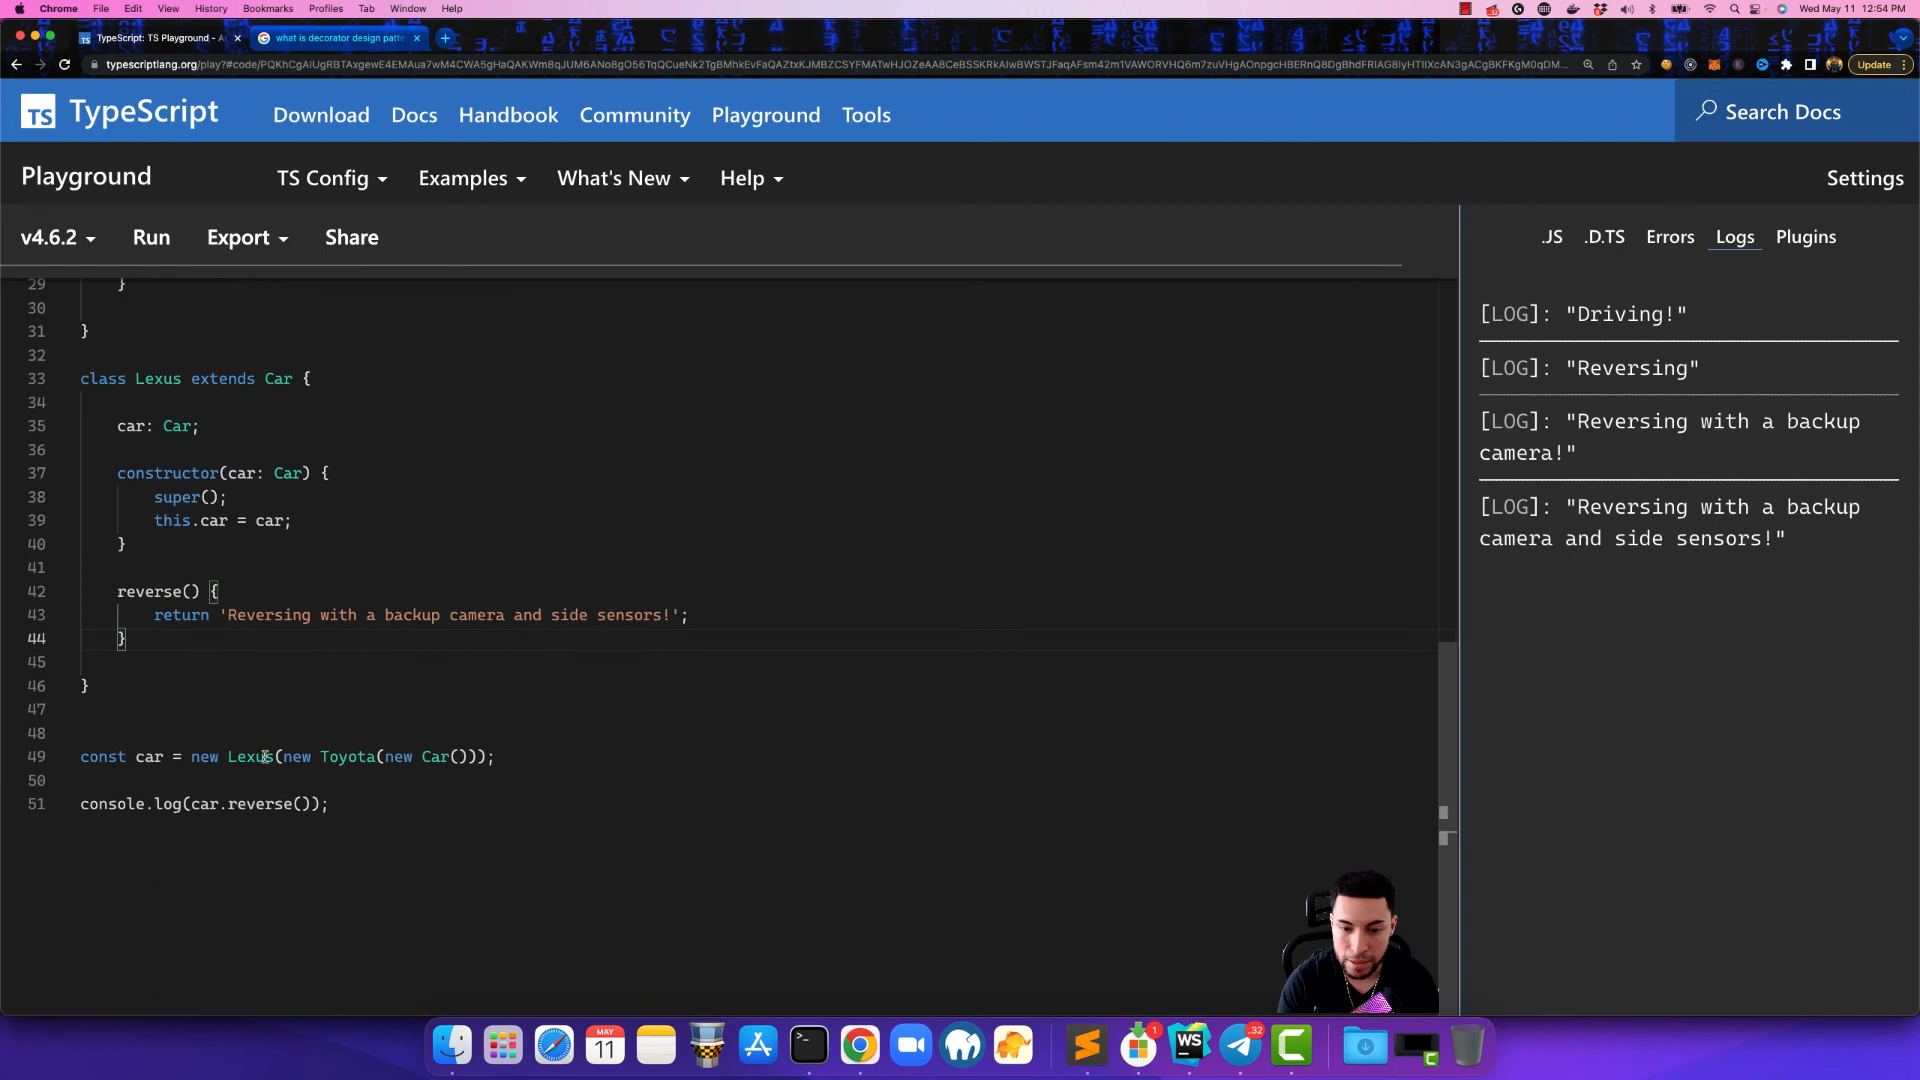 Chrome File Edit View History Bookmarks Profiles Tab Window Help
Wed May 11 12:54 PM
TypeScript: TS Playground - A
what is decorator design patte
typescriptlang.org/play?#code/
Update
TS TypeScript
Download Docs Handbook Community Playground Tools
Search Docs
Playground
TS Config Examples What's New Help
Settings
v4.6.2 Run Export Share
.JS .D.TS Errors Logs Plugins
29 }
30
31 }
32
33 class Lexus extends Car {
34
35 car: Car;
36
37 constructor(car: Car) {
38 super();
39 this.car = car;
40 }
41
42 reverse() {
43 return 'Reversing with a backup camera and side sensors!';
44 }
45
46 }
47
48
49 const car = new Lexus(new Toyota(new Car()));
50
51 console.log(car.reverse());
[LOG]: "Driving!"
[LOG]: "Reversing"
[LOG]: "Reversing with a backup
camera!"
[LOG]: "Reversing with a backup
camera and side sensors!"
MAY
11
>_
WS
1
32